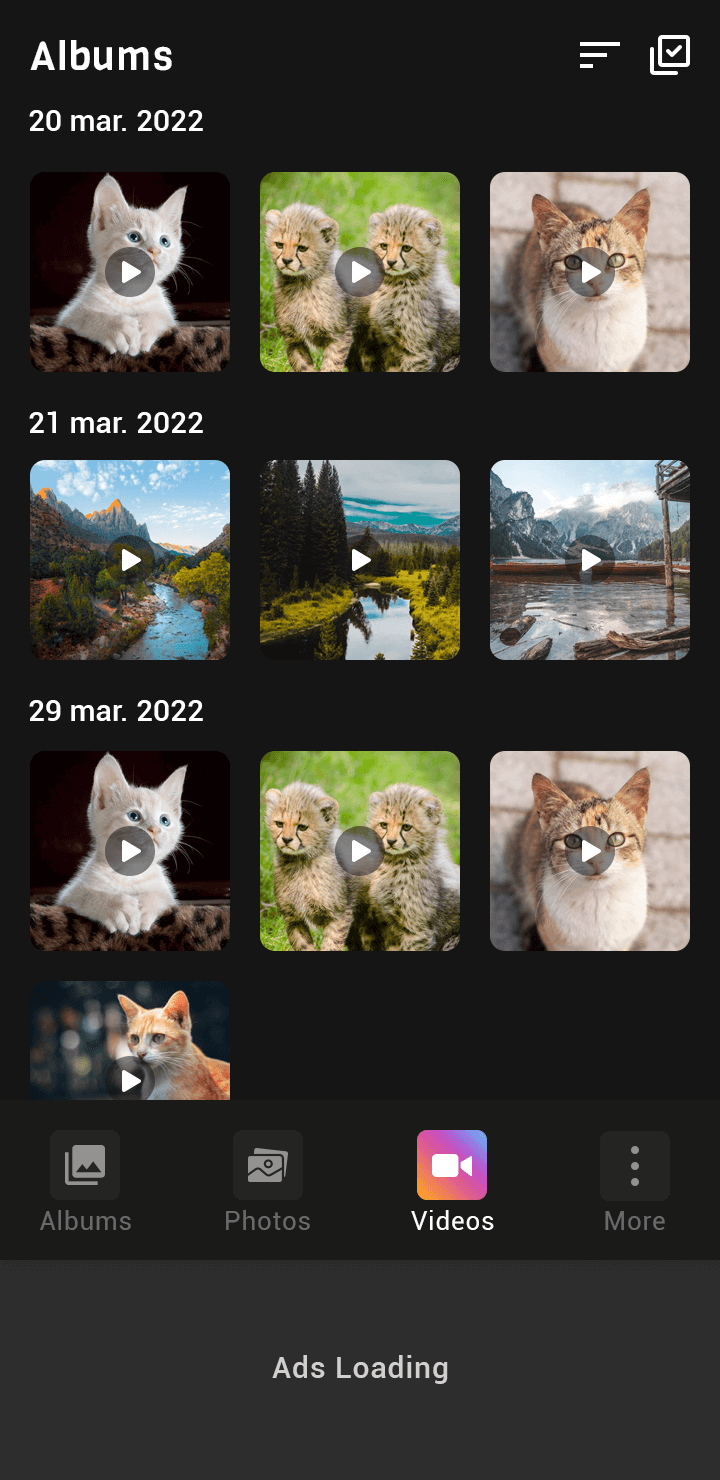 Albums
20 mar. 2022
21 mar. 2022
29 mar. 2022
Albums
Photos
Videos
More
Ads Loading